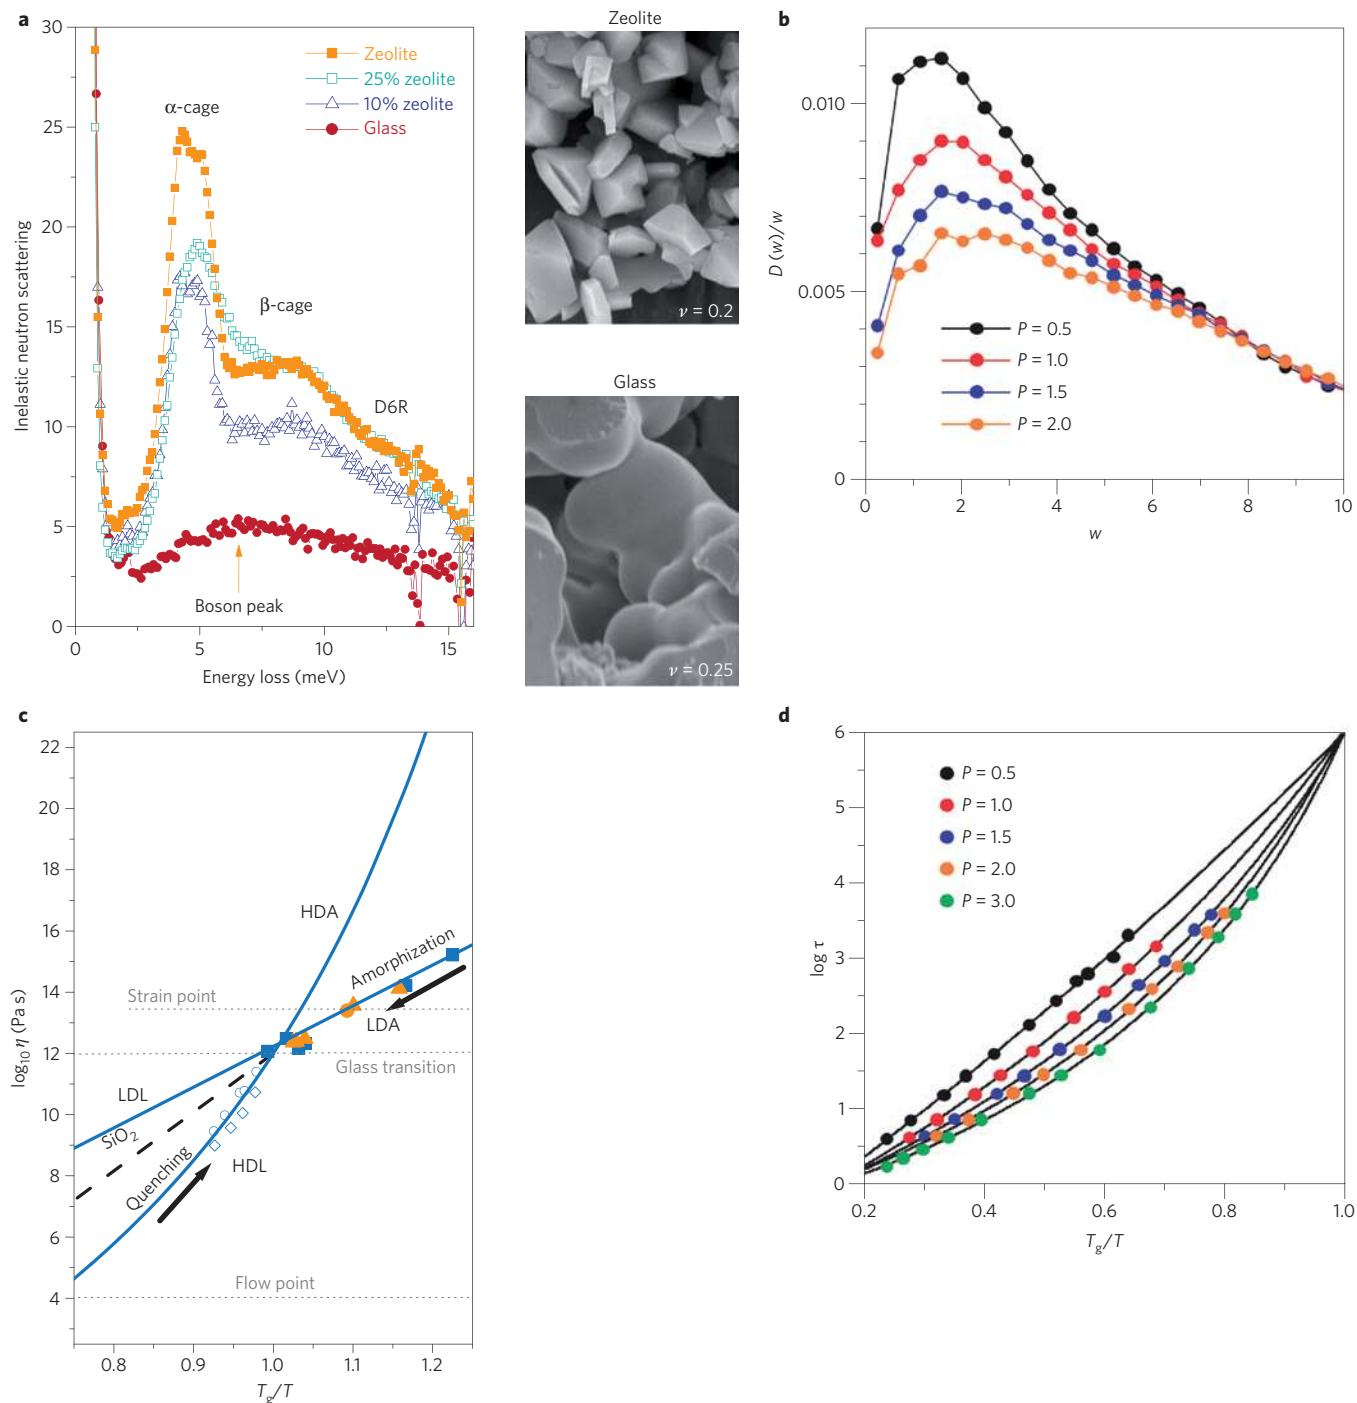 a
30
25
20
15
10
5
0
0
5
10
15
Inelastic neutron scattering
Energy loss (meV)
Zeolite
25% zeolite
10% zeolite
Glass
α-cage
β-cage
D6R
Boson peak
Zeolite
ν = 0.2
Glass
ν = 0.25
b
0.010
0.005
0
0
2
4
6
8
10
D (w)/w
w
P = 0.5
P = 1.0
P = 1.5
P = 2.0
c
22
20
18
16
14
12
10
8
6
4
0.8
0.9
1.0
1.1
1.2
log₁₀ η (Pa s)
T_g/T
HDA
Amorphization
Strain point
LDA
Glass transition
LDL
SiO₂
Quenching
HDL
Flow point
d
6
5
4
3
2
1
0
0.2
0.4
0.6
0.8
1.0
log τ
T_g/T
P = 0.5
P = 1.0
P = 1.5
P = 2.0
P = 3.0